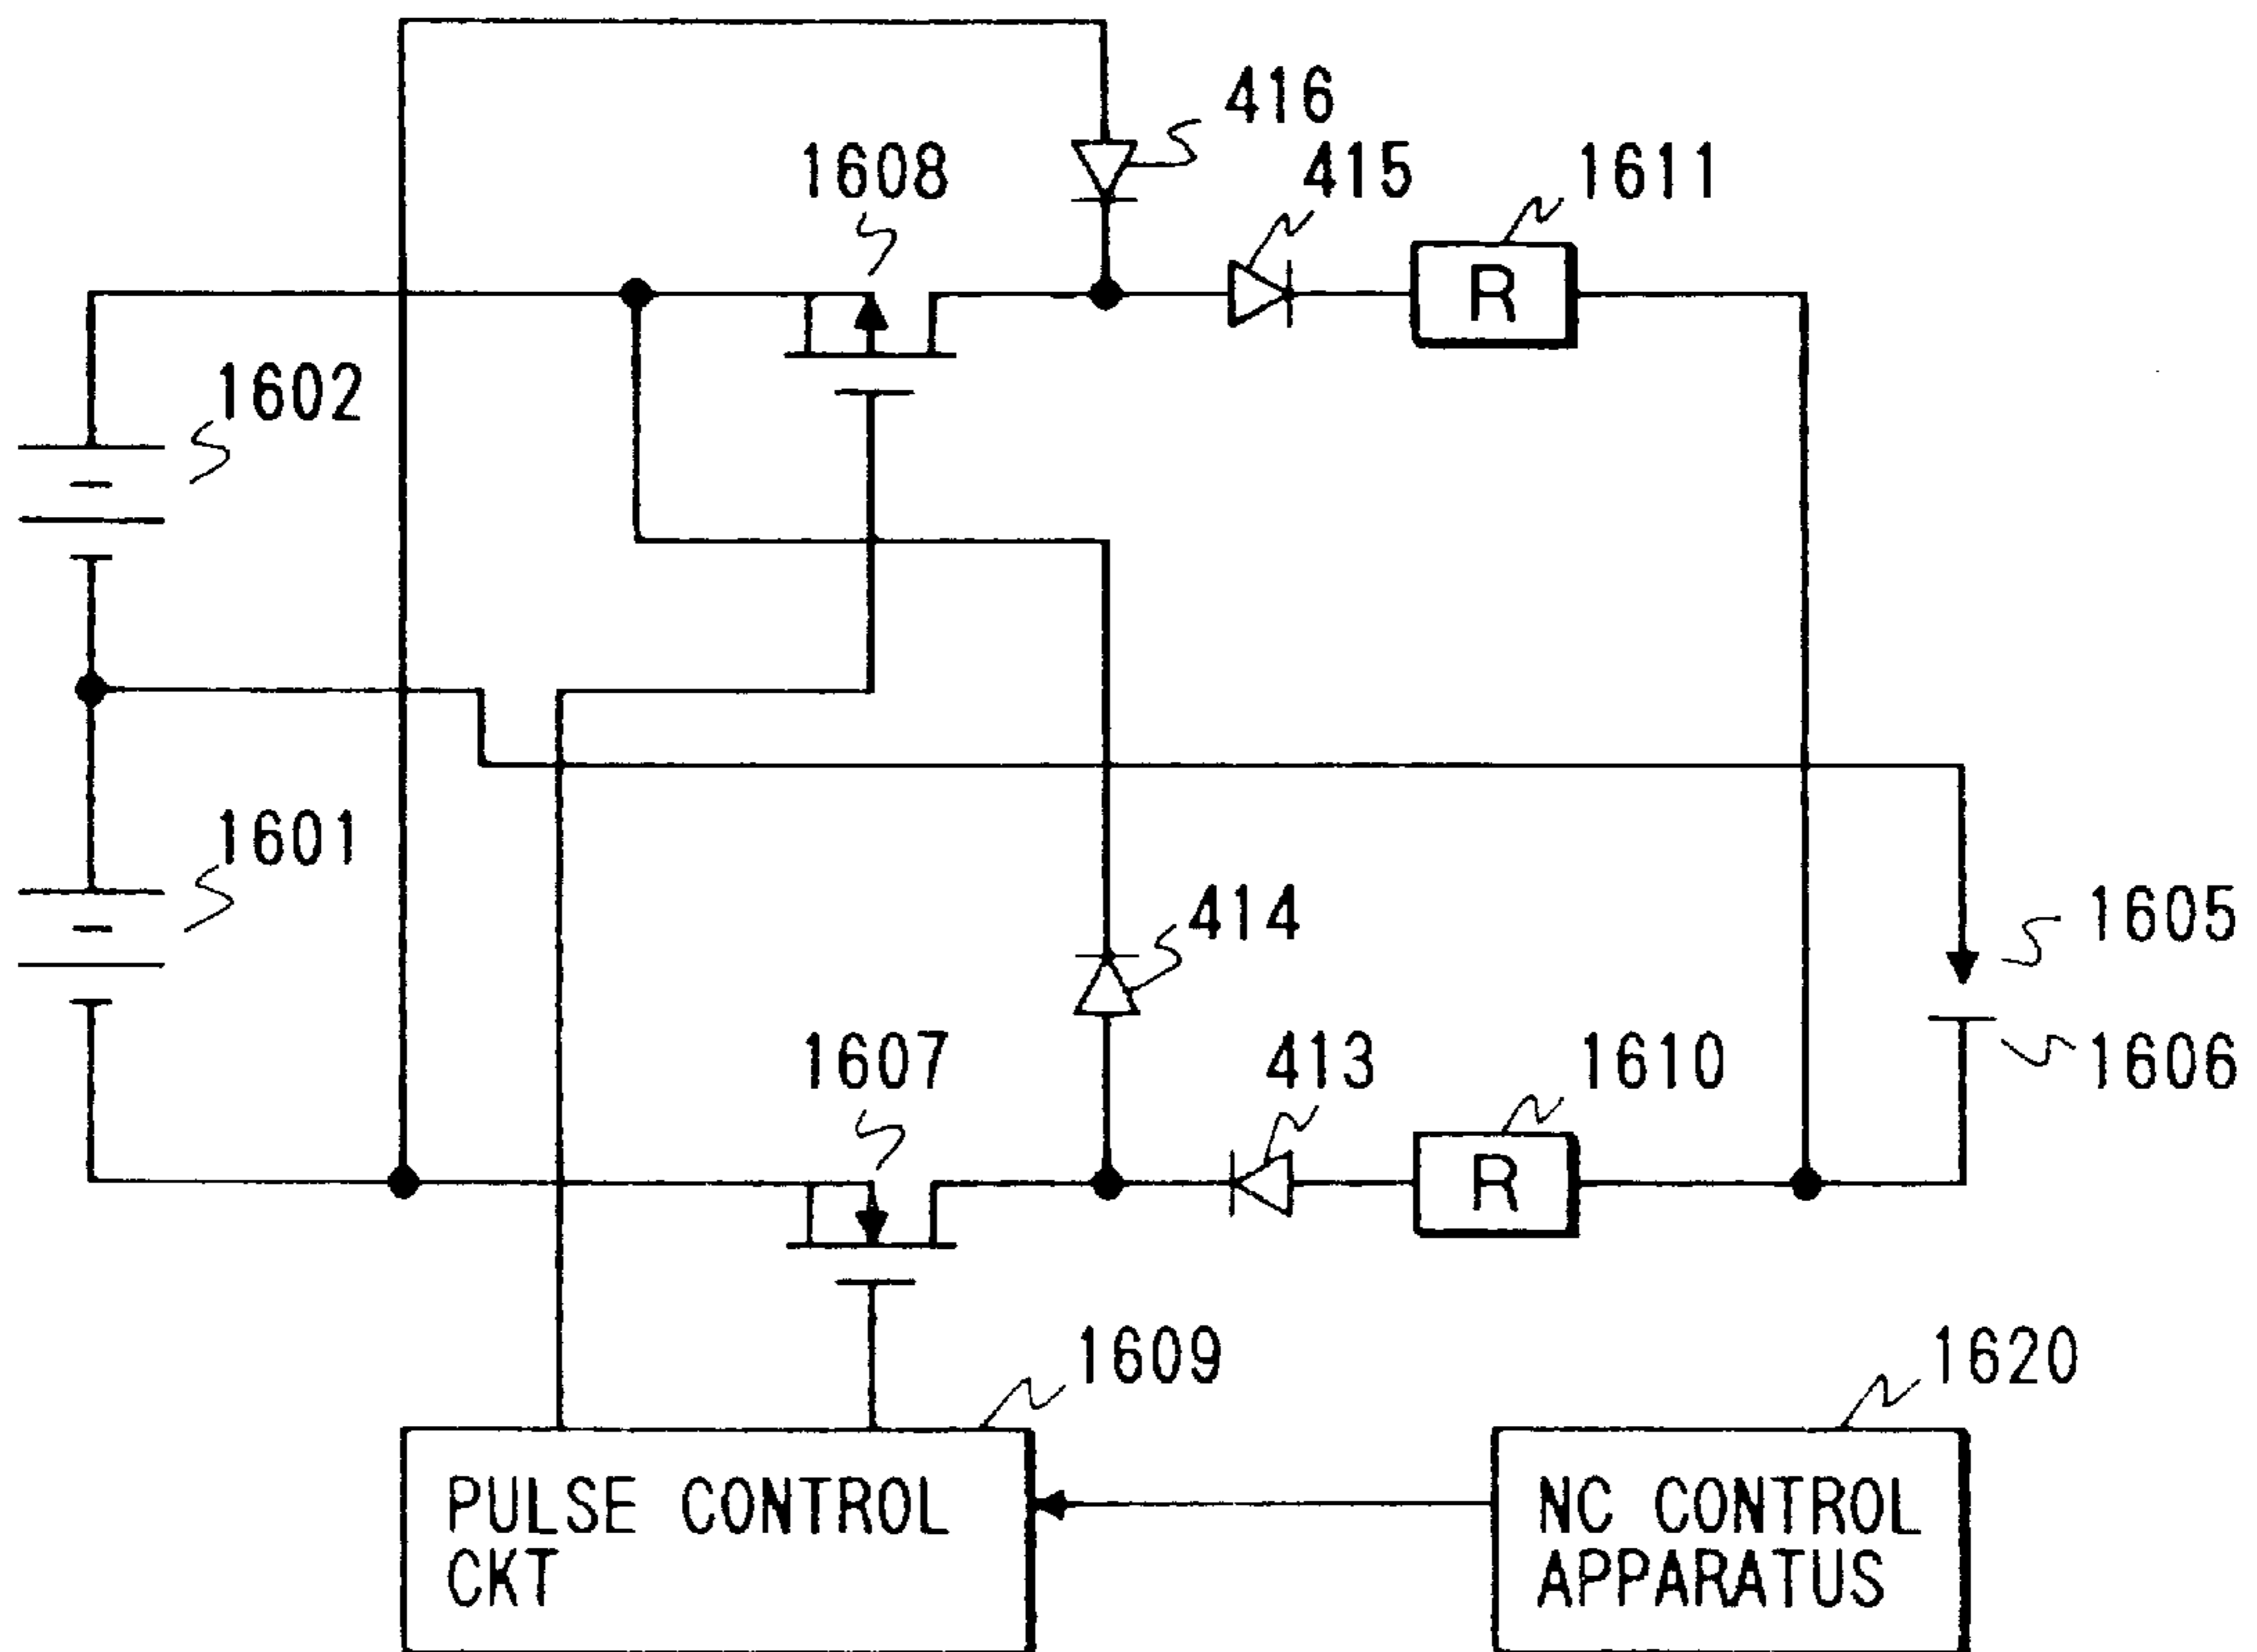 416
1608
415
1611
R
1602
1601
414
1605
1607
413
1610
1606
R
1609
1620
PULSE CONTROL
CKT
NC CONTROL
APPARATUS